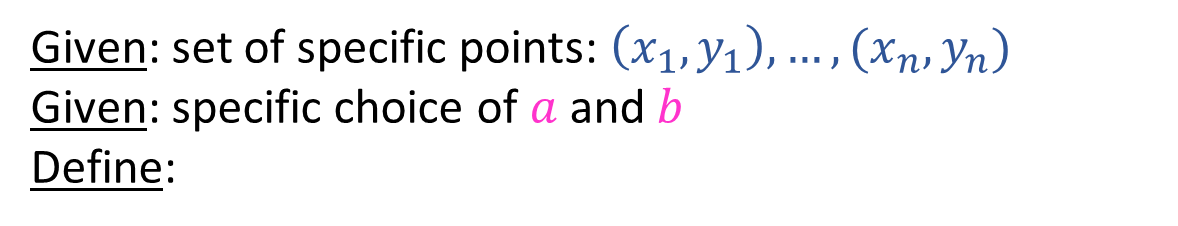 Given: set of specific points: (x₁, y₁), … , (xₙ, yₙ)
Given: specific choice of a and b
Define: